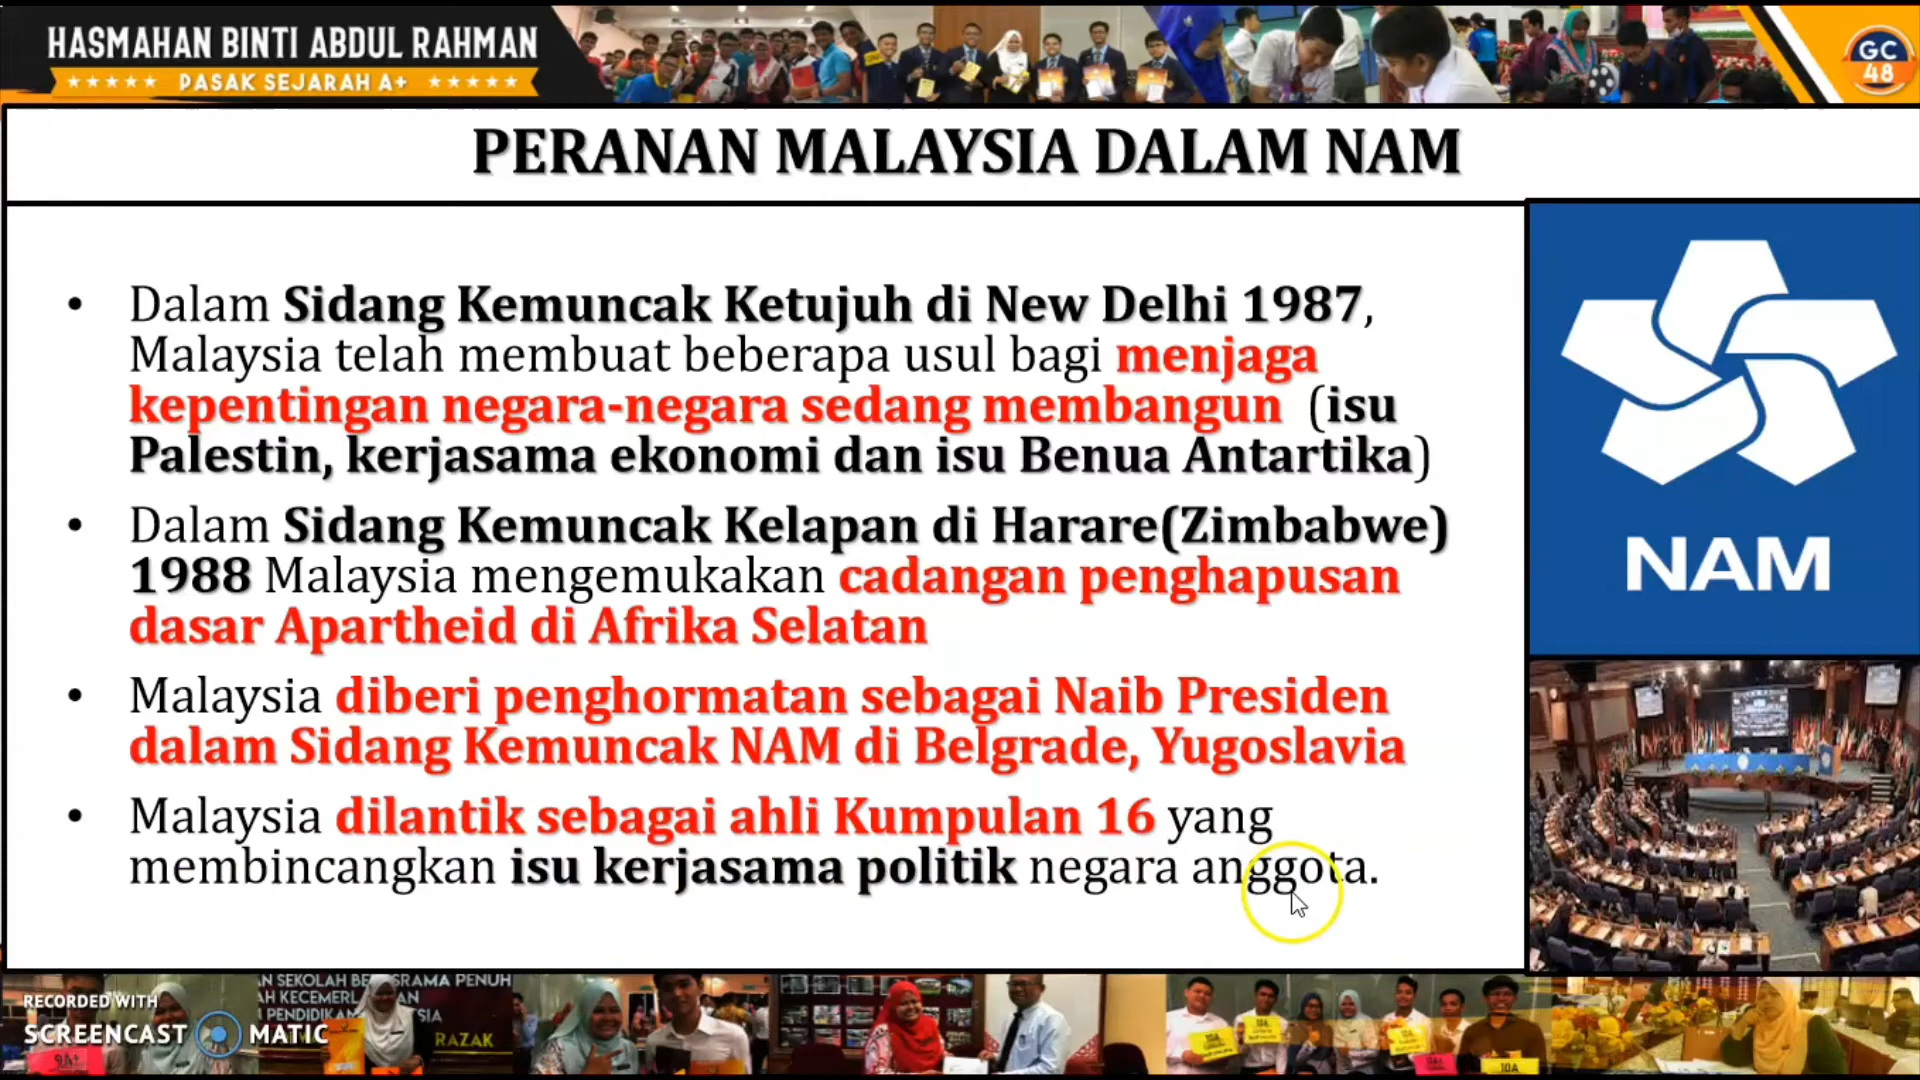 HASMAHAN BINTI ABDUL RAHMAN
PASAK SEJARAH A+
GC
48
PERANAN MALAYSIA DALAM NAM
• Dalam Sidang Kemuncak Ketujuh di New Delhi 1987,
Malaysia telah membuat beberapa usul bagi menjaga
kepentingan negara-negara sedang membangun (isu
Palestin, kerjasama ekonomi dan isu Benua Antartika)
• Dalam Sidang Kemuncak Kelapan di Harare(Zimbabwe)
1988 Malaysia mengemukakan cadangan penghapusan
dasar Apartheid di Afrika Selatan
• Malaysia diberi penghormatan sebagai Naib Presiden
dalam Sidang Kemuncak NAM di Belgrade, Yugoslavia
• Malaysia dilantik sebagai ahli Kumpulan 16 yang
membincangkan isu kerjasama politik negara anggota.
NAM
RECORDED WITH
SCREENCAST MATIC
SEKOLAH
PENUH
RAZAK
9A+
10A